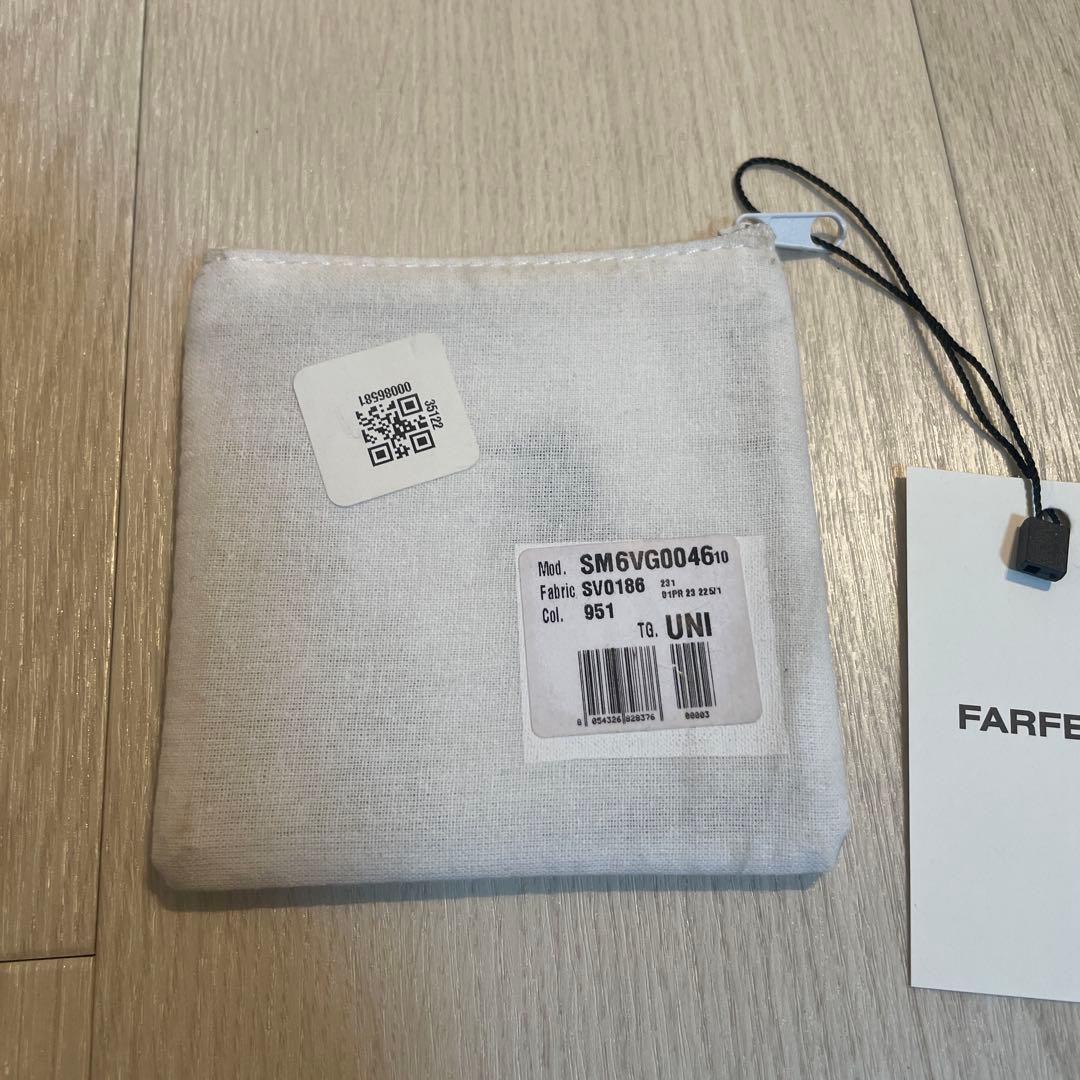 000886581
35122
Mod. SM6VG0046 10
Fabric SV0186 231
01PR 23 225/1
Col. 951
TG. UNI
8 054326 828376 00003
FARFE